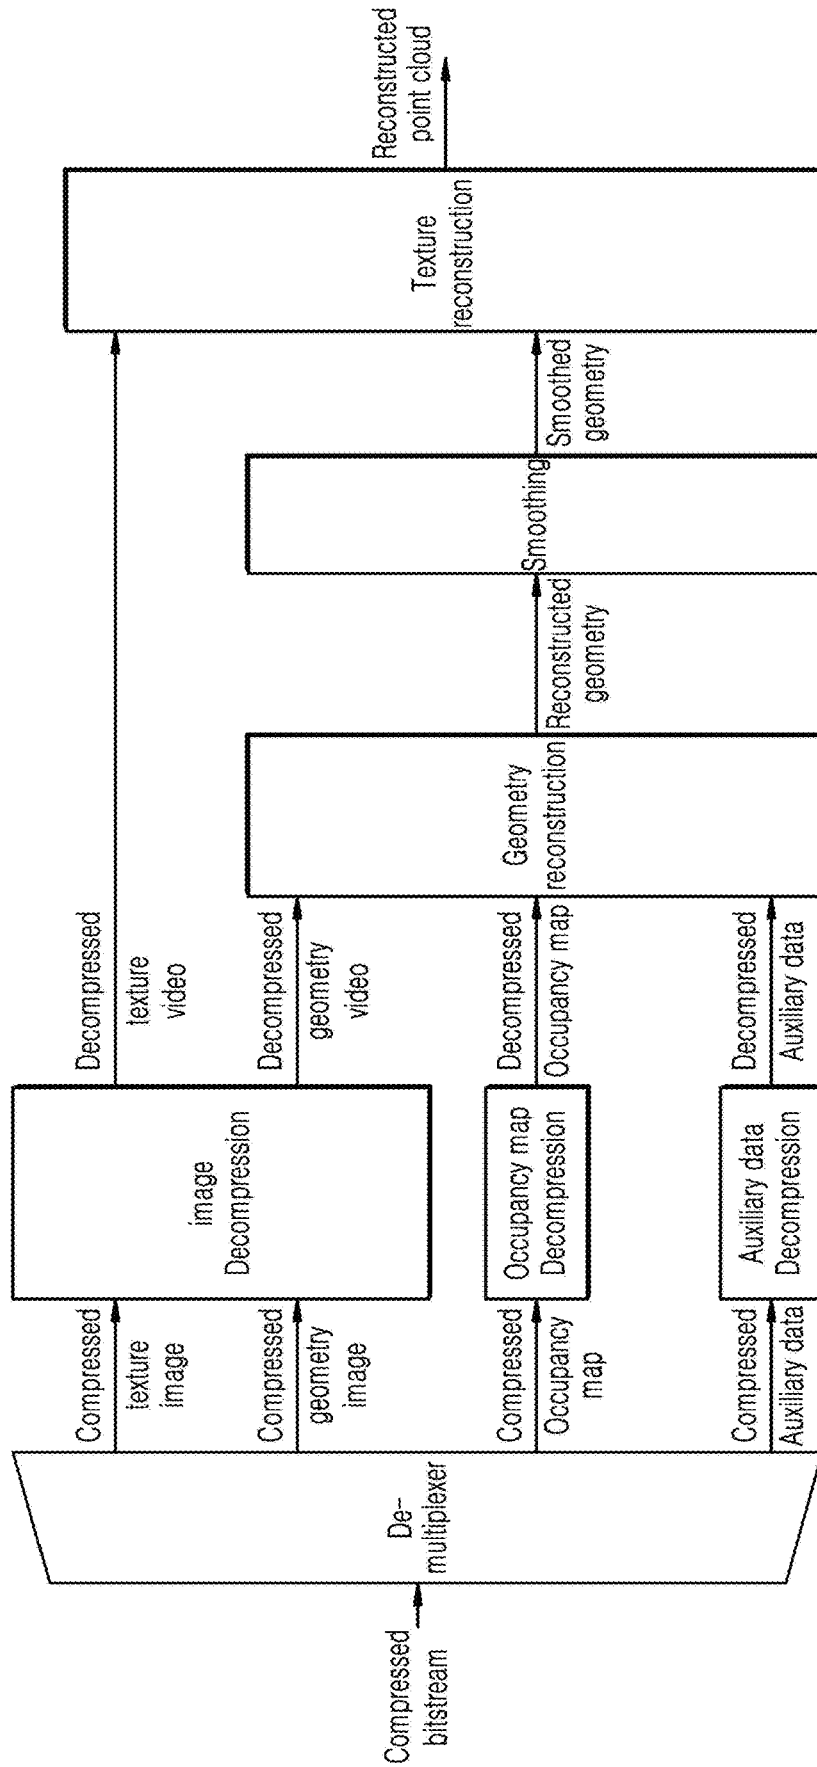 Compressed
bitstream
De-
multiplexer
Compressed
texture
image
Compressed
geometry
image
Compressed
Occupancy
map
Compressed
Auxiliary data
image
Decompression
Occupancy map
Decompression
Auxiliary data
Decompression
Decompressed
texture
video
Decompressed
geometry
video
Decompressed
Occupancy map
Decompressed
Auxiliary data
Geometry
reconstruction
Reconstructed
geometry
Smoothing
Smoothed
geometry
Texture
reconstruction
Reconstructed
point cloud